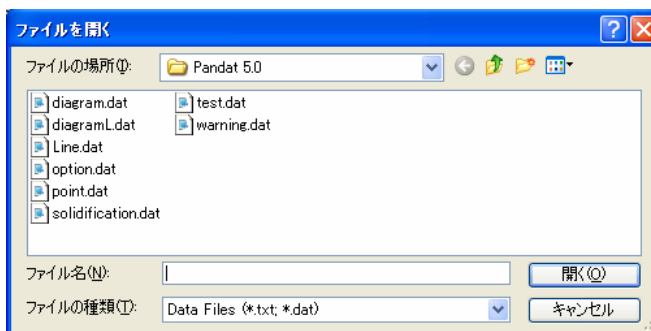 ファイルを開く
ファイルの場所(I):
Pandat 5.0
diagram.dat
diagramL.dat
Line.dat
option.dat
point.dat
solidification.dat
test.dat
warning.dat
ファイル名(N):
開く(O)
ファイルの種類(T):
Data Files (*.txt; *.dat)
キャンセル